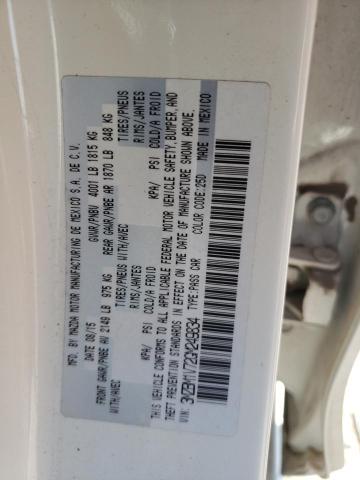 MFD BY MAZDA MOTOR MANUFACTURING DE MEXICO S.A. DE C.V.
DATE 08/15 GVWR/PNBV 4001 LB 1815 KG
FRONT GAWR/PNBE AV 2149 LB 975 KG REAR GAWR/PNBE AR 1870 LB 848 KG
WITH/AVEC TIRES/PNEUS WITH/AVEC TIRES/PNEUS
RIMS/JANTES RIMS/JANTES
KPA/ PSI COLD/A FROID KPA/ PSI COLD/A FROID
THIS VEHICLE CONFORMS TO ALL APPLICABLE FEDERAL MOTOR VEHICLE SAFETY, BUMPER, AND
THEFT PREVENTION STANDARDS IN EFFECT ON THE DATE OF MANUFACTURE SHOWN ABOVE.
VIN: TYPE:PASS CAR COLOR CODE:25D MADE IN MEXICO